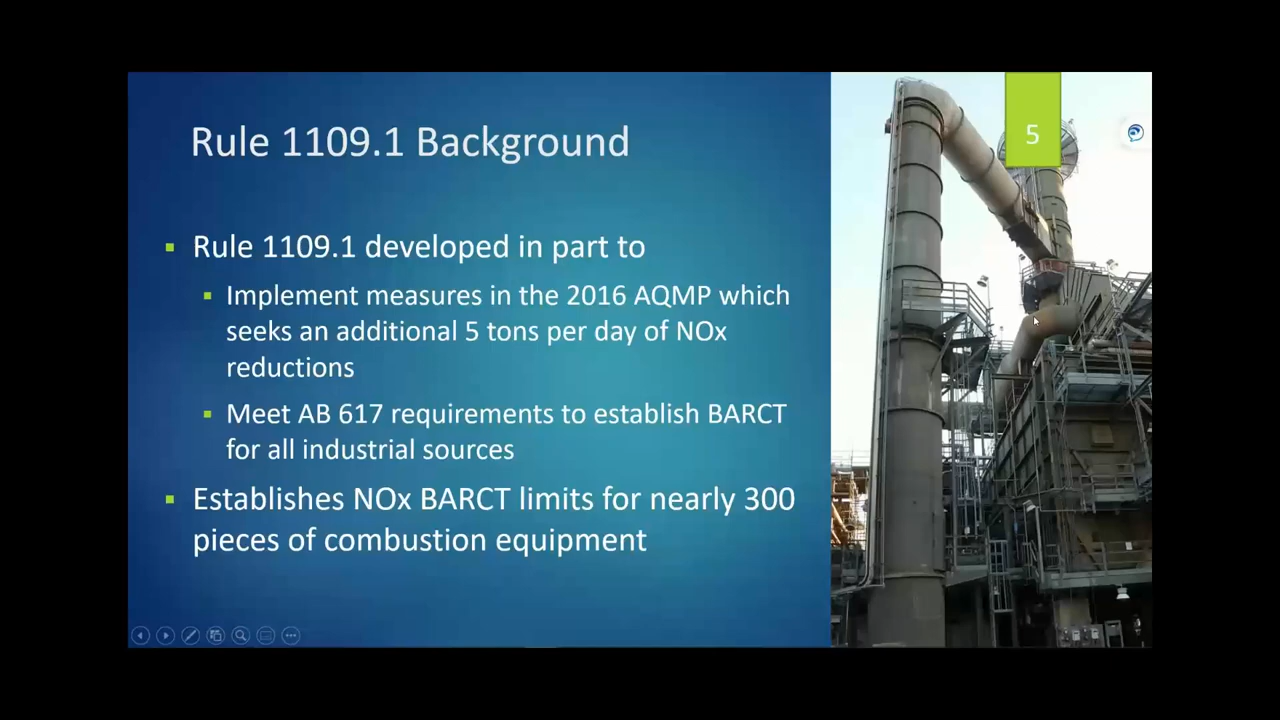 Rule 1109.1 Background
5
▪ Rule 1109.1 developed in part to
▪ Implement measures in the 2016 AQMP which
seeks an additional 5 tons per day of NOx
reductions
▪ Meet AB 617 requirements to establish BARCT
for all industrial sources
▪ Establishes NOx BARCT limits for nearly 300
pieces of combustion equipment